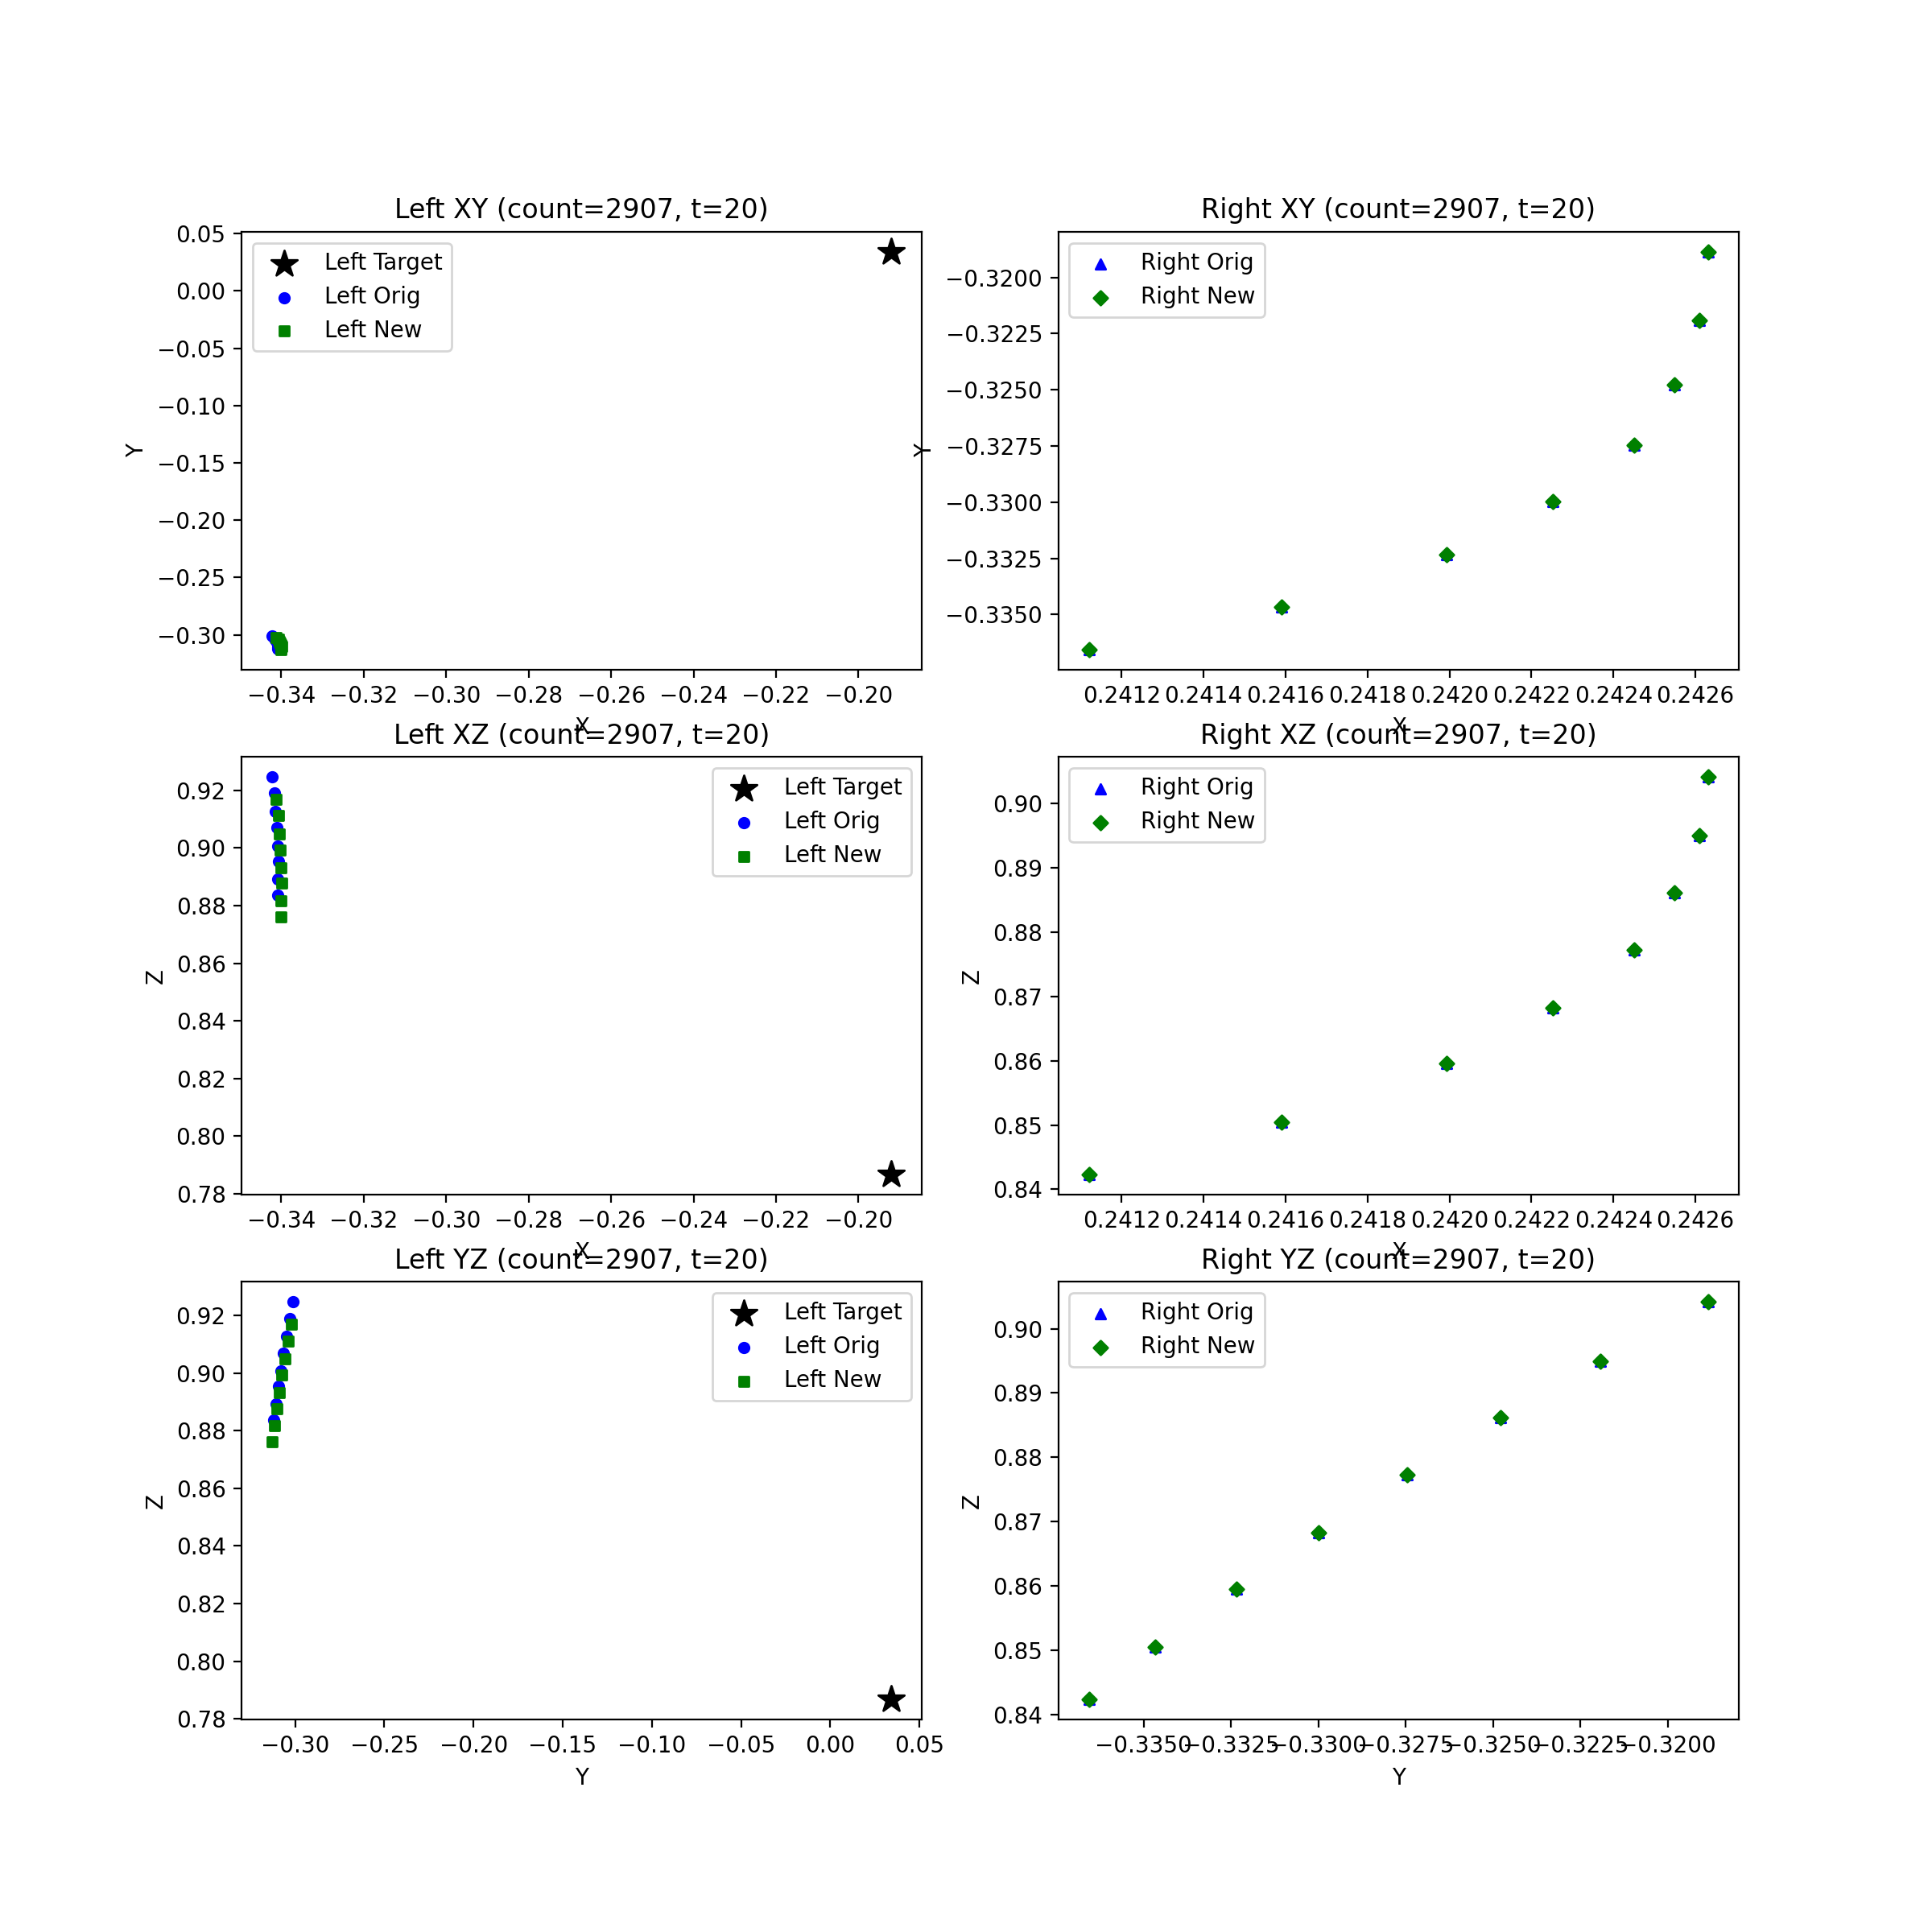 Left XY (count=2907, t=20)
0.05
0.00
−0.05
−0.10
−0.15
−0.20
−0.25
−0.30
Y
Left Target
Left Orig
Left New
−0.34 −0.32 −0.30 −0.28 −0.26 −0.24 −0.22 −0.20
X
Right XY (count=2907, t=20)
−0.3200
−0.3225
−0.3250
−0.3275
−0.3300
−0.3325
−0.3350
Y
Right Orig
Right New
0.2412 0.2414 0.2416 0.2418 0.2420 0.2422 0.2424 0.2426
X
Left XZ (count=2907, t=20)
0.92
0.90
0.88
0.86
0.84
0.82
0.80
0.78
Z
Left Target
Left Orig
Left New
−0.34 −0.32 −0.30 −0.28 −0.26 −0.24 −0.22 −0.20
X
Right XZ (count=2907, t=20)
0.90
0.89
0.88
0.87
0.86
0.85
0.84
Z
Right Orig
Right New
0.2412 0.2414 0.2416 0.2418 0.2420 0.2422 0.2424 0.2426
X
Left YZ (count=2907, t=20)
0.92
0.90
0.88
0.86
0.84
0.82
0.80
0.78
Z
Left Target
Left Orig
Left New
−0.30 −0.25 −0.20 −0.15 −0.10 −0.05 0.00 0.05
Y
Right YZ (count=2907, t=20)
0.90
0.89
0.88
0.87
0.86
0.85
0.84
Z
Right Orig
Right New
−0.3350 −0.3325 −0.3300 −0.3275 −0.3250 −0.3225 −0.3200
Y